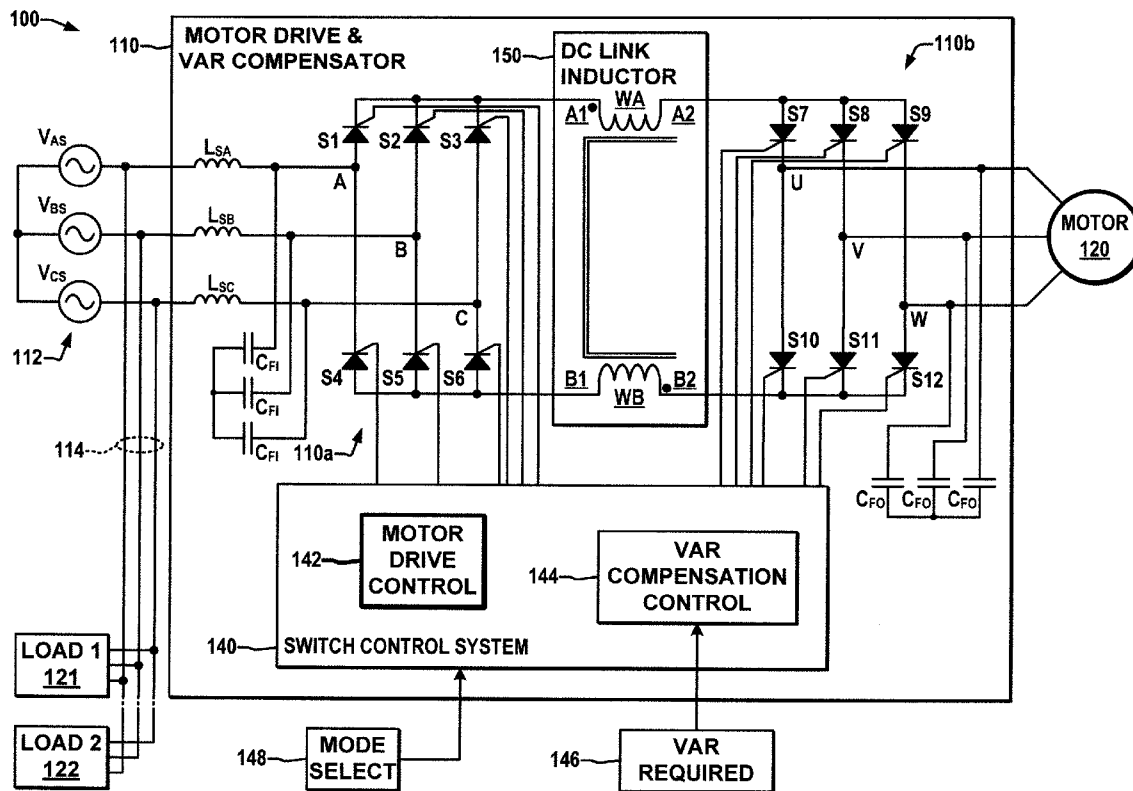 100
110
MOTOR DRIVE &
VAR COMPENSATOR
150
DC LINK
INDUCTOR
110b
WA
A1
A2
S1
S2
S3
S7
S8
S9
VAS
LSA
A
U
VBS
LSB
B
V
MOTOR
120
VCS
LSC
C
W
112
CFI
CFI
CFI
S4
S5
S6
B1
WB
B2
S10
S11
S12
114
110a
CFO
CFO
CFO
142
MOTOR
DRIVE
CONTROL
144
VAR
COMPENSATION
CONTROL
140
SWITCH CONTROL SYSTEM
LOAD 1
121
LOAD 2
122
148
MODE
SELECT
146
VAR
REQUIRED